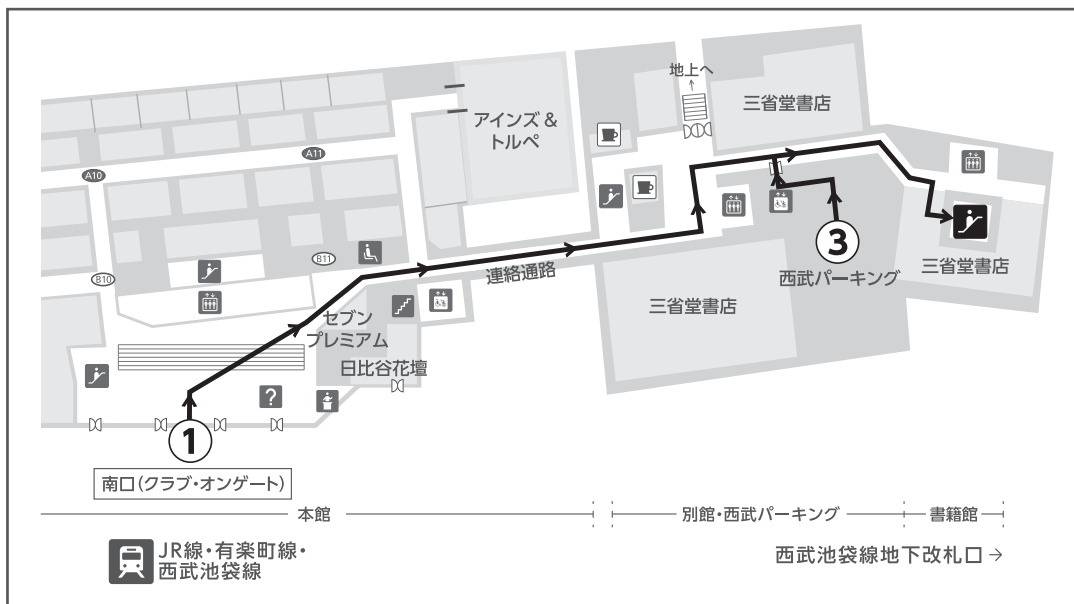 地上へ
↑
三省堂書店
アインズ &
トルペ
A11
A10
B11
B10
3
西武パーキング
三省堂書店
連絡通路
三省堂書店
セブン
プレミアム
日比谷花壇
?
1
南口(クラブ・オンゲート)
本館
別館・西武パーキング
書籍館
JR線・有楽町線・
西武池袋線
西武池袋線地下改札口 →